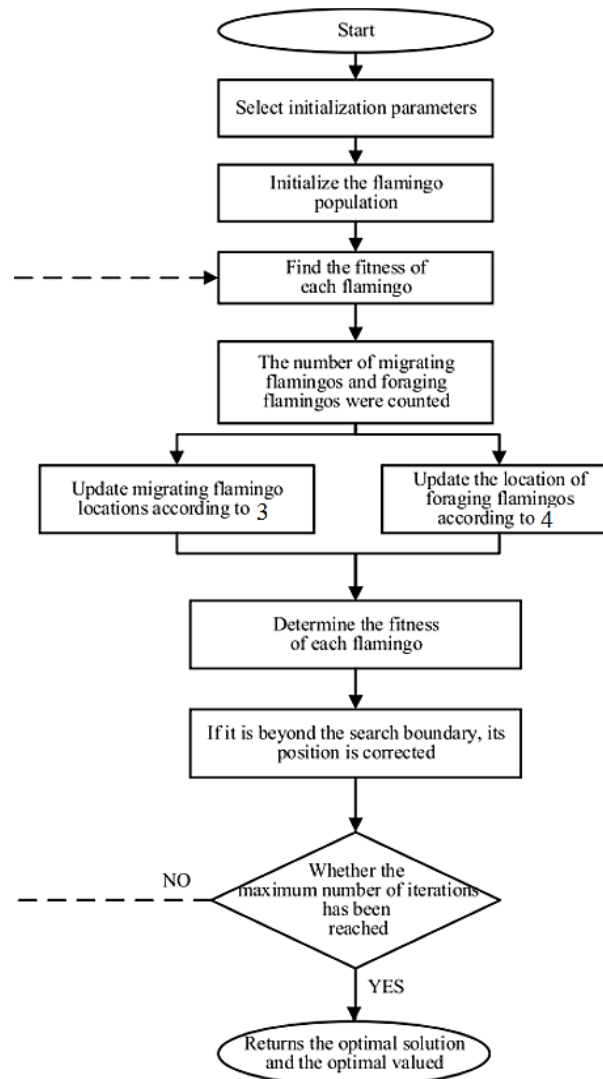 Start
Select initialization parameters
Initialize the flamingo
population
Find the fitness of
each flamingo
The number of migrating
flamingos and foraging
flamingos were counted
Update migrating flamingo
locations according to 3
Update the location of
foraging flamingos
according to 4
Determine the fitness
of each flamingo
If it is beyond the search boundary, its
position is corrected
NO
Whether the
maximum number of iterations
has been
reached
YES
Returns the optimal solution
and the optimal valued